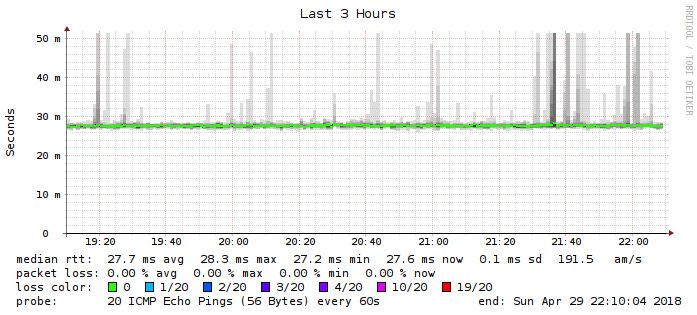 Last 3 Hours
RRDTOOL / TOBI OETIKER
Seconds
50 m
40 m
30 m
20 m
10 m
0
19:20 19:40 20:00 20:20 20:40 21:00 21:20 21:40 22:00
median rtt: 27.7 ms avg 28.3 ms max 27.2 ms min 27.6 ms now 0.1 ms sd 191.5 am/s
packet loss: 0.00 % avg 0.00 % max 0.00 % min 0.00 % now
loss color: 0 1/20 2/20 3/20 4/20 10/20 19/20
probe: 20 ICMP Echo Pings (56 Bytes) every 60s end: Sun Apr 29 22:10:04 2018